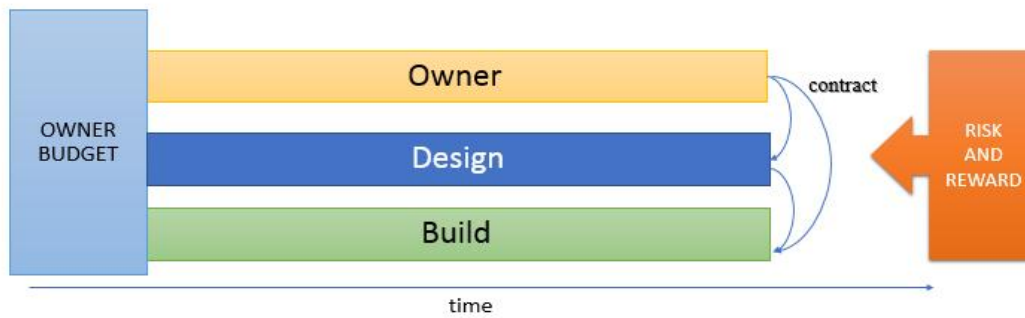 OWNER
BUDGET
Owner
Design
Build
contract
RISK
AND
REWARD
time